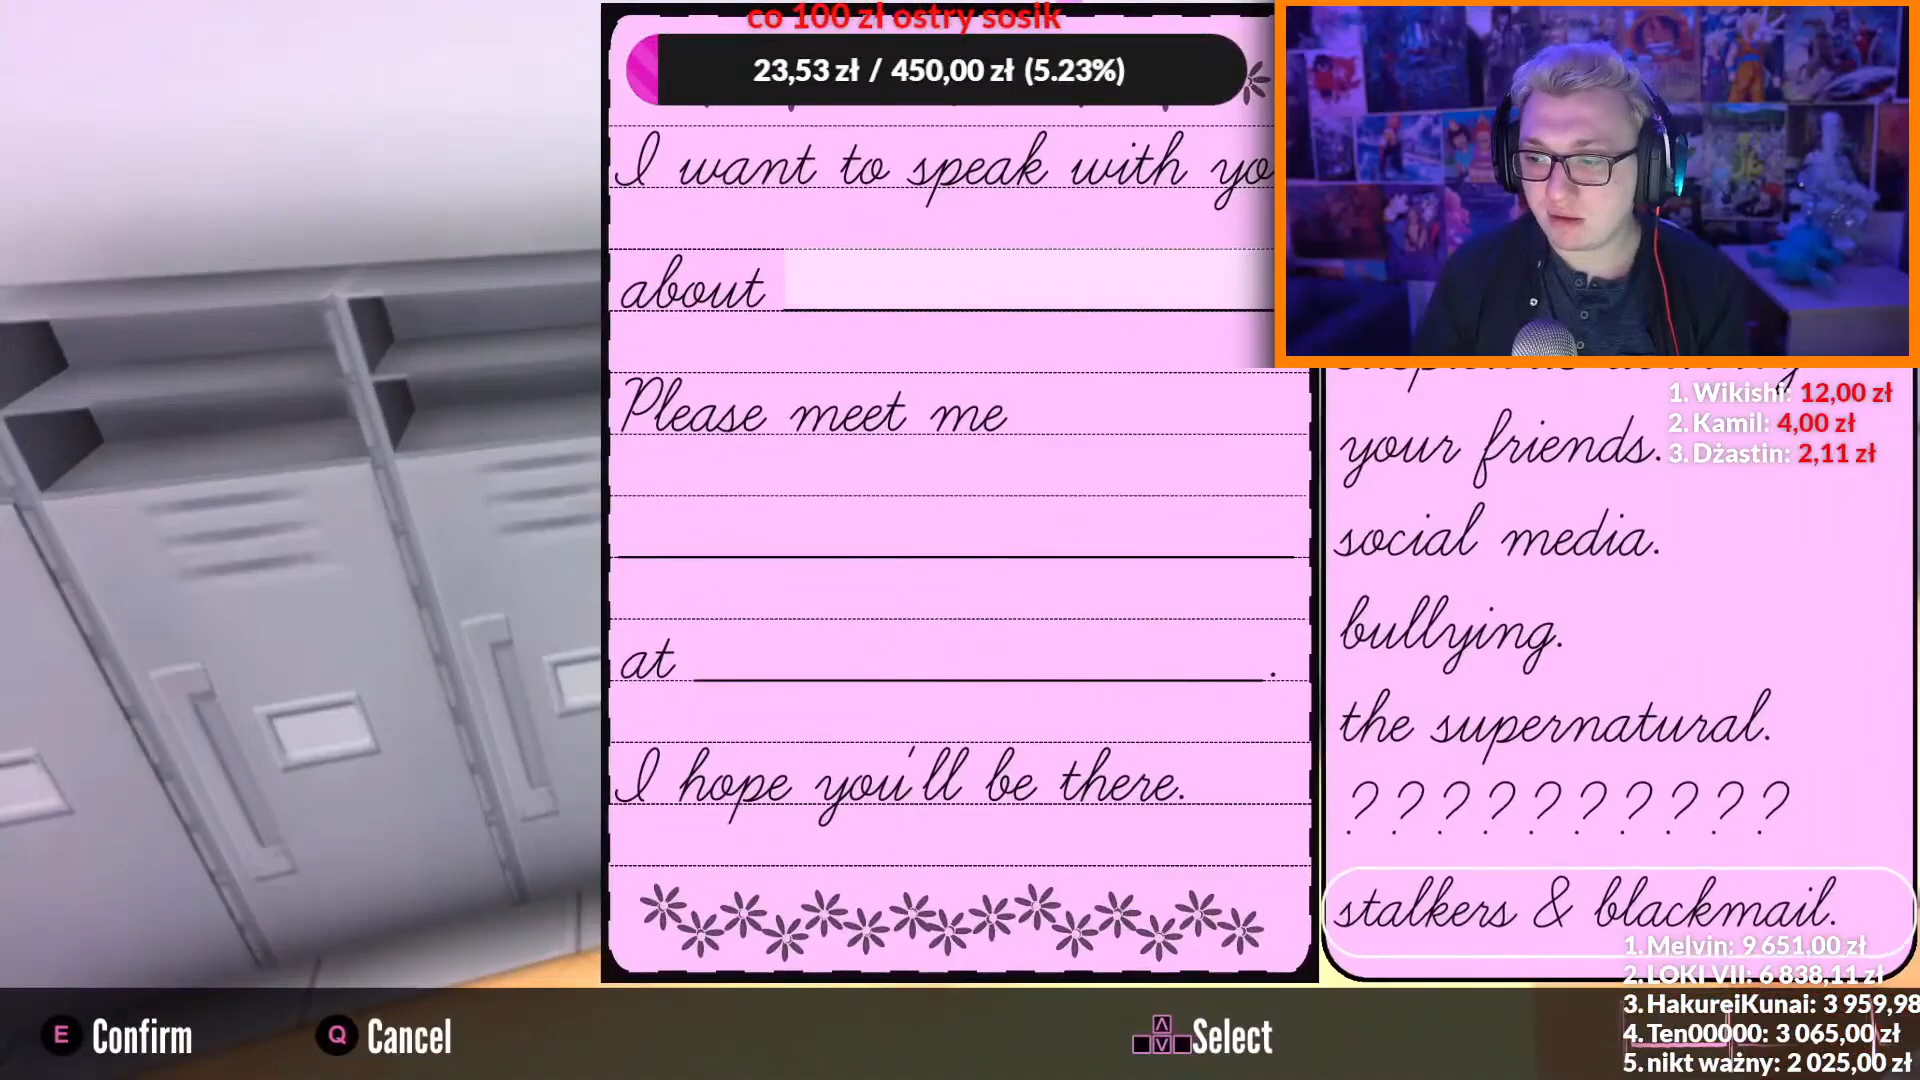 co 100 zł ostry sosik
23,53 zł / 450,00 zł (5.23%)
I want to speak with yo
about
Please meet me
at .
I hope you'll be there.
1. Wikishi: 12,00 zł
2. Kamil: 4,00 zł
3. Dżastin: 2,11 zł
your friends.
social media.
bullying.
the supernatural.
??????????
stalkers & blackmail.
1. Melvin: 9 651,00 zł
2. LOKI VII: 6 838,11 zł
3. HakureiKunai: 3 959,98
4. Ten00000: 3 065,00 zł
5. nikt ważny: 2 025,00 zł
E Confirm
Q Cancel
Select